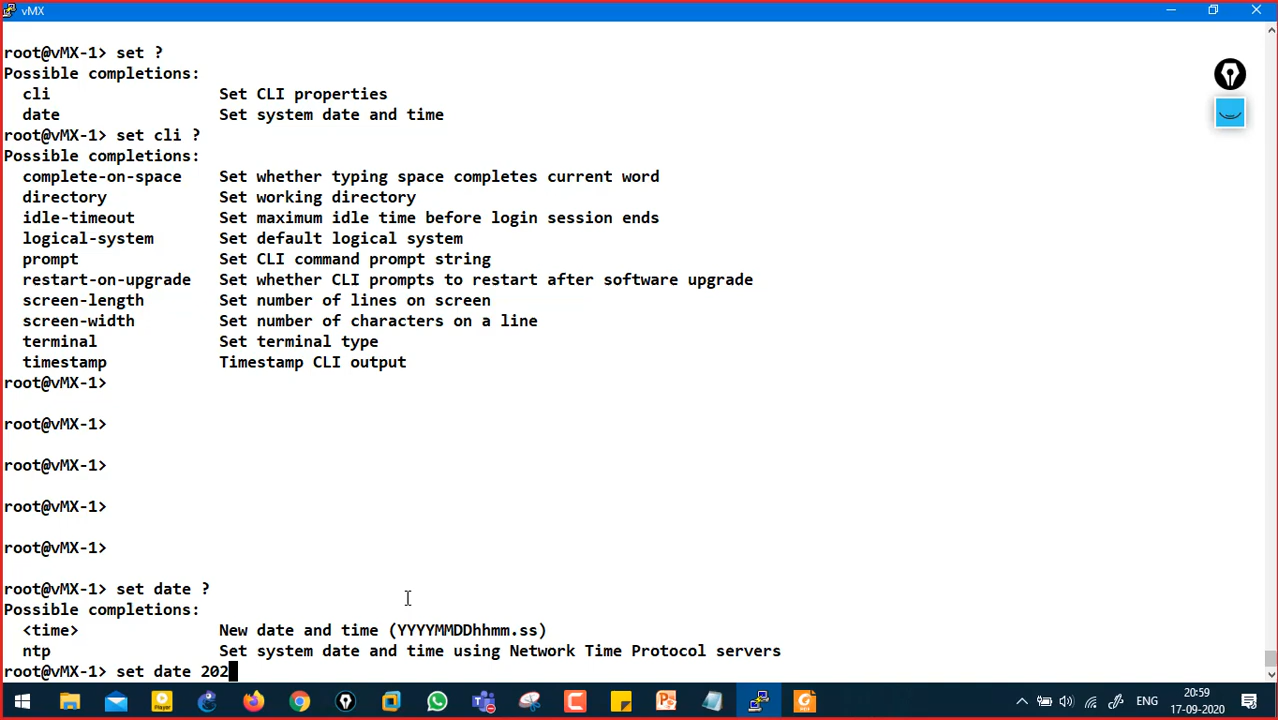 vMX
root@vMX-1> set ?
Possible completions:
cli Set CLI properties
date Set system date and time
root@vMX-1> set cli ?
Possible completions:
complete-on-space Set whether typing space completes current word
directory Set working directory
idle-timeout Set maximum idle time before login session ends
logical-system Set default logical system
prompt Set CLI command prompt string
restart-on-upgrade Set whether CLI prompts to restart after software upgrade
screen-length Set number of lines on screen
screen-width Set number of characters on a line
terminal Set terminal type
timestamp Timestamp CLI output
root@vMX-1>
root@vMX-1>
root@vMX-1>
root@vMX-1>
root@vMX-1>
root@vMX-1> set date ?
Possible completions:
<time> New date and time (YYYYMMDDhhmm.ss)
ntp Set system date and time using Network Time Protocol servers
root@vMX-1> set date 202
ENG
20:59
17-09-2020